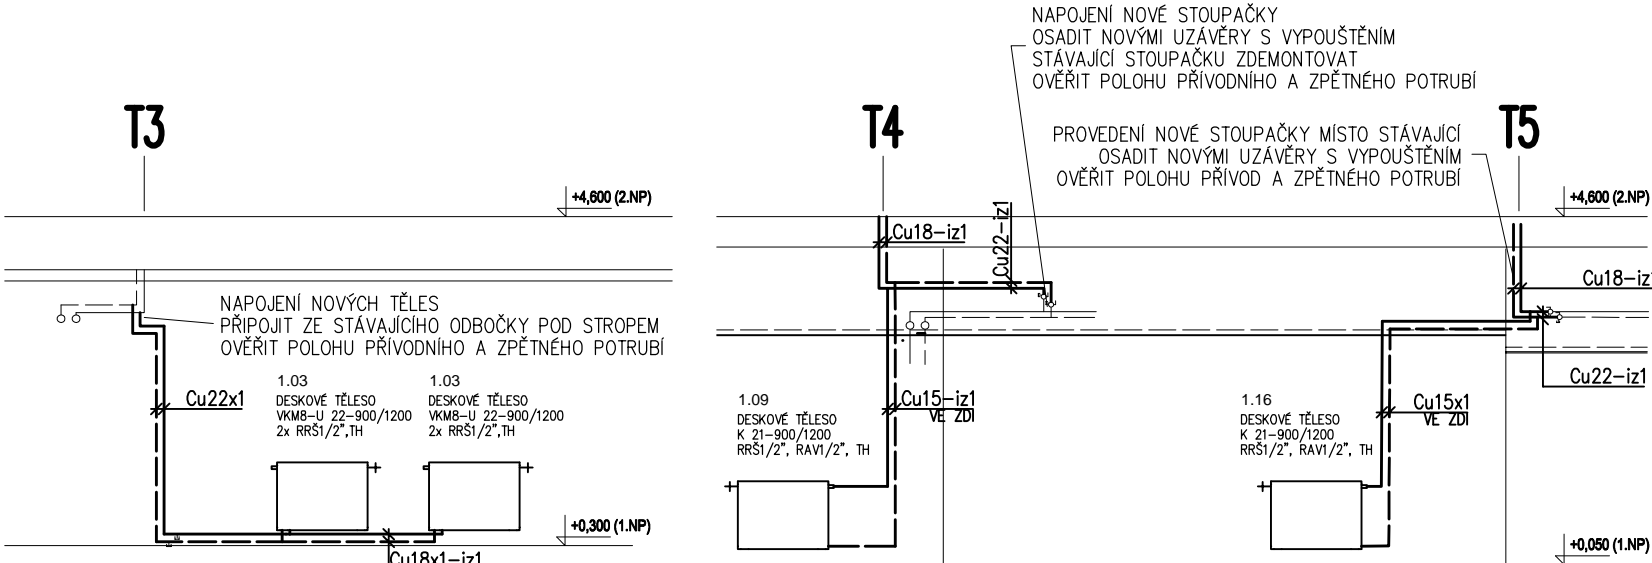 NAPOJENÍ NOVÉ STOUPAČKY
OSADIT NOVÝMI UZÁVĚRY S VYPOUŠTĚNÍM
STÁVAJÍCÍ STOUPAČKU ZDEMONTOVAT
OVĚŘIT POLOHU PŘÍVODNÍHO A ZPĚTNÉHO POTRUBÍ
T3
T4
T5
PROVEDENÍ NOVÉ STOUPAČKY MÍSTO STÁVAJÍCÍ
OSADIT NOVÝMI UZÁVĚRY S VYPOUŠTĚNÍM
OVĚŘIT POLOHU PŘÍVOD A ZPĚTNÉHO POTRUBÍ
+4,600 (2.NP)
+4,600 (2.NP)
Cu18-iz1
Cu22-iz1
Cu18-iz1
NAPOJENÍ NOVÝCH TĚLES
PŘIPOJIT ZE STÁVAJÍCÍHO ODBOČKY POD STROPEM
OVĚŘIT POLOHU PŘÍVODNÍHO A ZPĚTNÉHO POTRUBÍ
Cu22x1
1.03
DESKOVÉ TĚLESO
VKM8-U 22-900/1200
2x RRŠ1/2",TH
1.03
DESKOVÉ TĚLESO
VKM8-U 22-900/1200
2x RRŠ1/2",TH
1.09
DESKOVÉ TĚLESO
K 21-900/1200
RRŠ1/2", RAV1/2", TH
Cu15-iz1
VE ZDI
1.16
DESKOVÉ TĚLESO
K 21-900/1200
RRŠ1/2", RAV1/2", TH
Cu15x1
VE ZDI
Cu22-iz1
+0,300 (1.NP)
Cu18x1-iz1
+0,050 (1.NP)